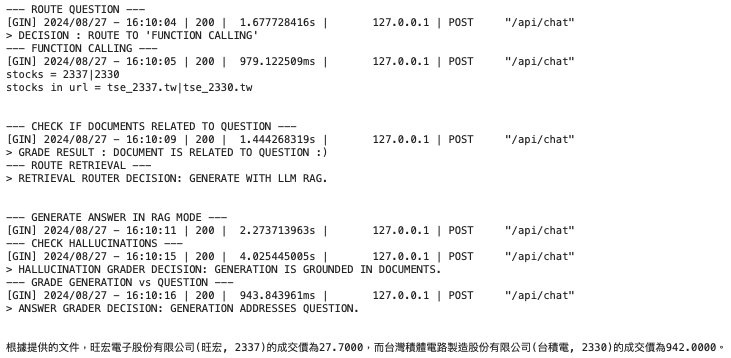 --- ROUTE QUESTION ---
[GIN] 2024/08/27 - 16:10:04 | 200 |  1.677728416s |       127.0.0.1 | POST     "/api/chat"
> DECISION : ROUTE TO 'FUNCTION CALLING'
--- FUNCTION CALLING ---
[GIN] 2024/08/27 - 16:10:05 | 200 |  979.122509ms |       127.0.0.1 | POST     "/api/chat"
stocks = 2337|2330
stocks in url = tse_2337.tw|tse_2330.tw
--- CHECK IF DOCUMENTS RELATED TO QUESTION ---
[GIN] 2024/08/27 - 16:10:09 | 200 |  1.444268319s |       127.0.0.1 | POST     "/api/chat"
> GRADE RESULT : DOCUMENT IS RELATED TO QUESTION :)
--- ROUTE RETRIEVAL ---
> RETRIEVAL ROUTER DECISION: GENERATE WITH LLM RAG.
--- GENERATE ANSWER IN RAG MODE ---
[GIN] 2024/08/27 - 16:10:11 | 200 |  2.273713963s |       127.0.0.1 | POST     "/api/chat"
--- CHECK HALLUCINATIONS ---
[GIN] 2024/08/27 - 16:10:15 | 200 |  4.025445005s |       127.0.0.1 | POST     "/api/chat"
> HALLUCINATION GRADER DECISION: GENERATION IS GROUNDED IN DOCUMENTS.
--- GRADE GENERATION vs QUESTION ---
[GIN] 2024/08/27 - 16:10:16 | 200 |  943.843961ms |       127.0.0.1 | POST     "/api/chat"
> ANSWER GRADER DECISION: GENERATION ADDRESSES QUESTION.
根據提供的文件，旺宏電子股份有限公司(旺宏, 2337)的成交價為27.7000，而台灣積體電路製造股份有限公司(台積電, 2330)的成交價為942.0000。